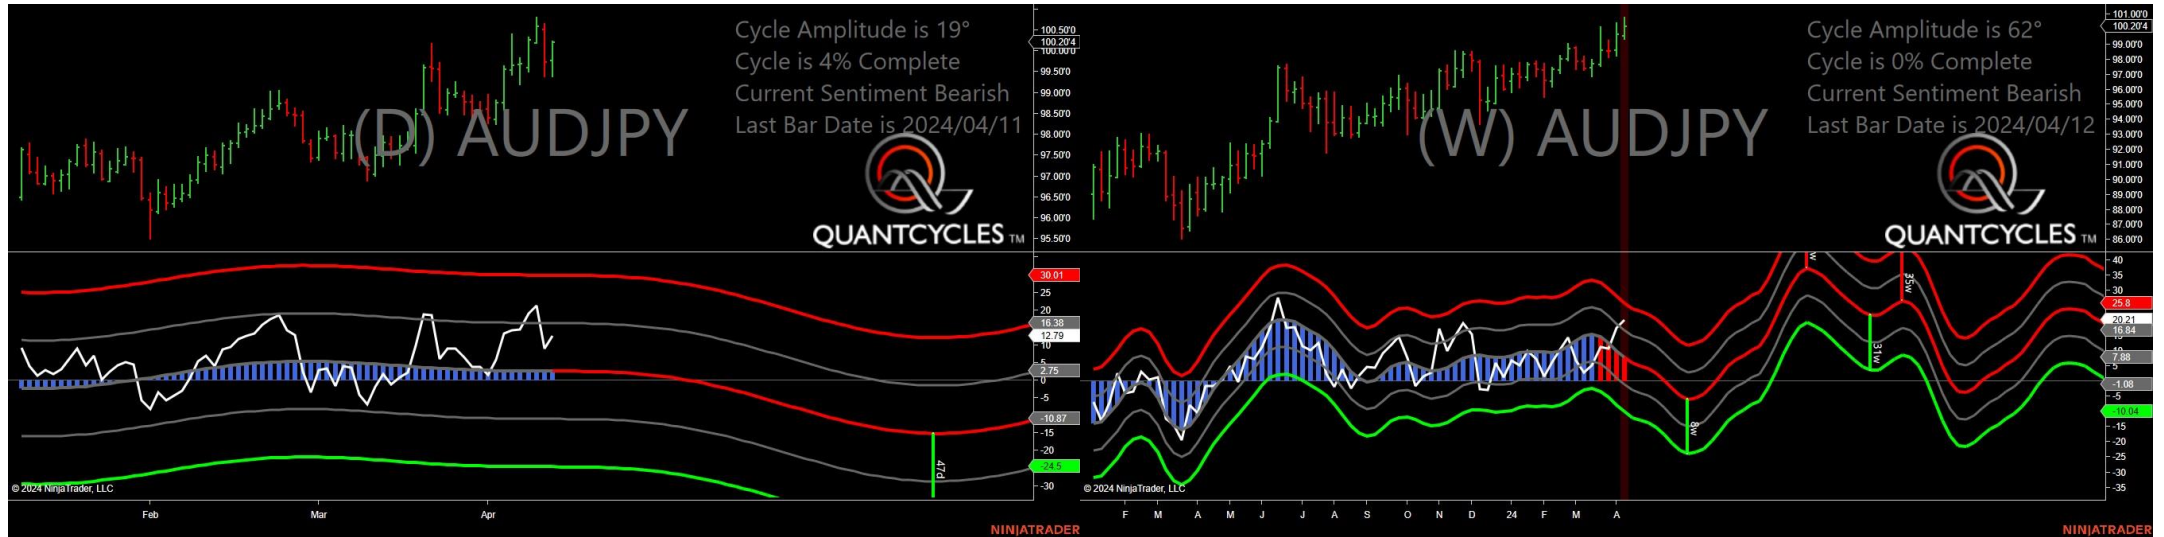 Cycle Amplitude is 19°
Cycle is 4% Complete
Current Sentiment Bearish
Last Bar Date is 2024/04/11
(D) AUDJPY
QUANTCYCLES TM
100.50'0
100.20'4
100.00'0
99.50'0
99.00'0
98.50'0
98.00'0
97.50'0
97.00'0
96.50'0
96.00'0
95.50'0
30.01
25
16.38
12.79
10
5
2.75
0
-5
-10.87
-15
-20
-24.5
-30
47d
© 2024 NinjaTrader, LLC
Feb
Mar
Apr
NINJATRADER
Cycle Amplitude is 62°
Cycle is 0% Complete
Current Sentiment Bearish
Last Bar Date is 2024/04/12
(W) AUDJPY
QUANTCYCLES TM
101.00'0
100.20'4
99.00'0
98.00'0
97.00'0
96.00'0
95.00'0
94.00'0
93.00'0
92.00'0
91.00'0
90.00'0
89.00'0
88.00'0
87.00'0
86.00'0
40
35
30
25.8
20.21
16.84
7.88
5
-1.08
-5
-10.04
-15
-20
-25
-30
-35
w
35w
31w
8w
© 2024 NinjaTrader, LLC
F
M
A
M
J
J
A
S
O
N
D
24
F
M
A
NINJATRADER